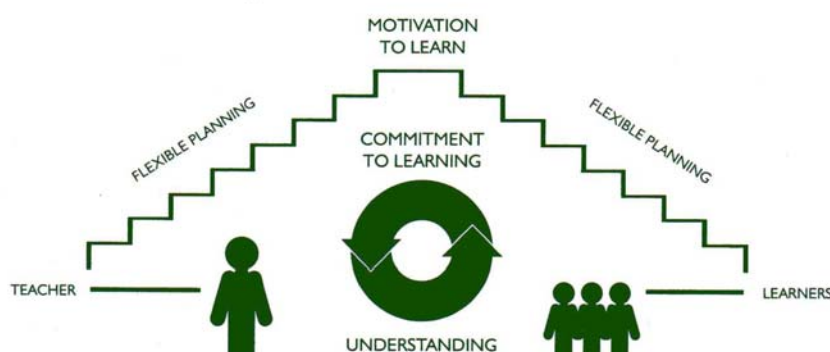 MOTIVATION
TO LEARN
FLEXIBLE PLANNING
FLEXIBLE PLANNING
COMMITMENT
TO LEARNING
TEACHER
LEARNERS
UNDERSTANDING